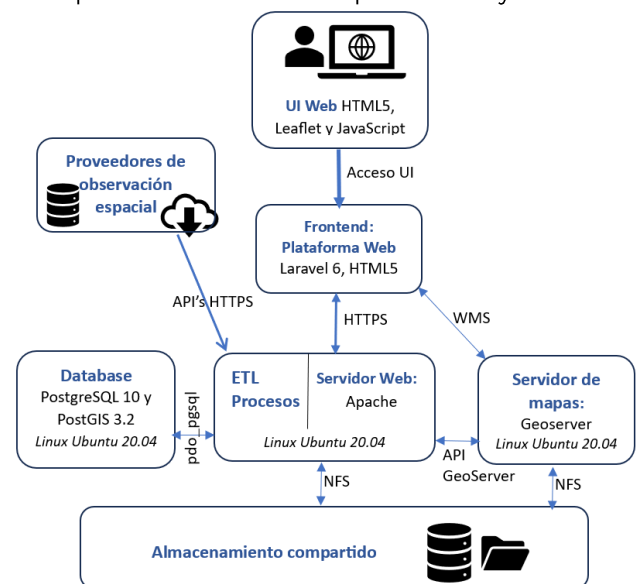 UI Web HTML5,
Leaflet y JavaScript
Acceso UI
Proveedores de
observación
espacial
Frontend:
Plataforma Web
Laravel 6, HTML5
API's HTTPS
HTTPS
WMS
Database
PostgreSQL 10 y
PostGIS 3.2
Linux Ubuntu 20.04
pdo_pgsql
ETL
Procesos
Servidor Web:
Apache
Linux Ubuntu 20.04
Servidor de
mapas:
Geoserver
Linux Ubuntu 20.04
API
GeoServer
NFS
NFS
Almacenamiento compartido